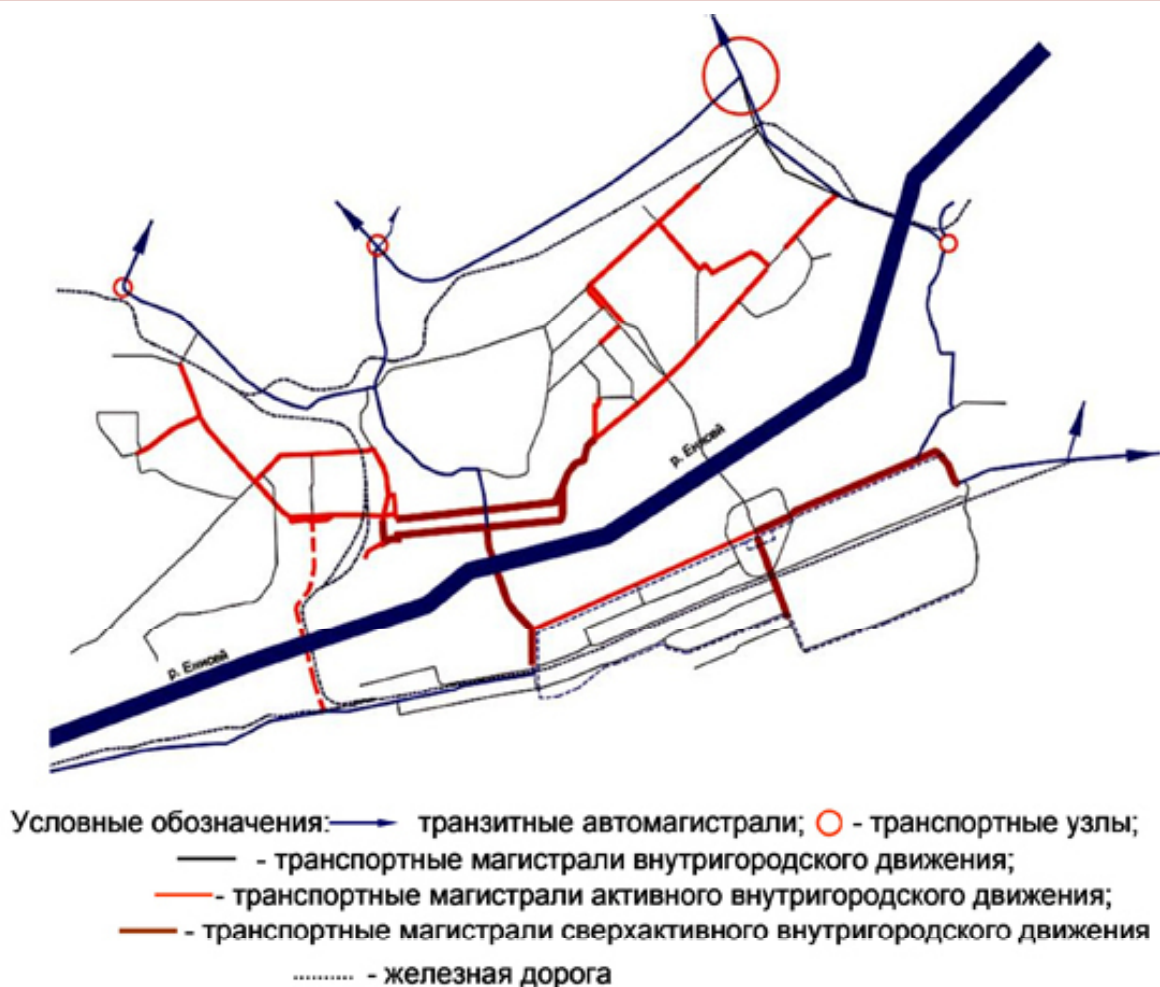 р. Енисей
р. Енисей
Условные обозначения: транзитные автомагистрали; - транспортные узлы;
- транспортные магистрали внутригородского движения;
- транспортные магистрали активного внутригородского движения;
- транспортные магистрали сверхактивного внутригородского движения
- железная дорога